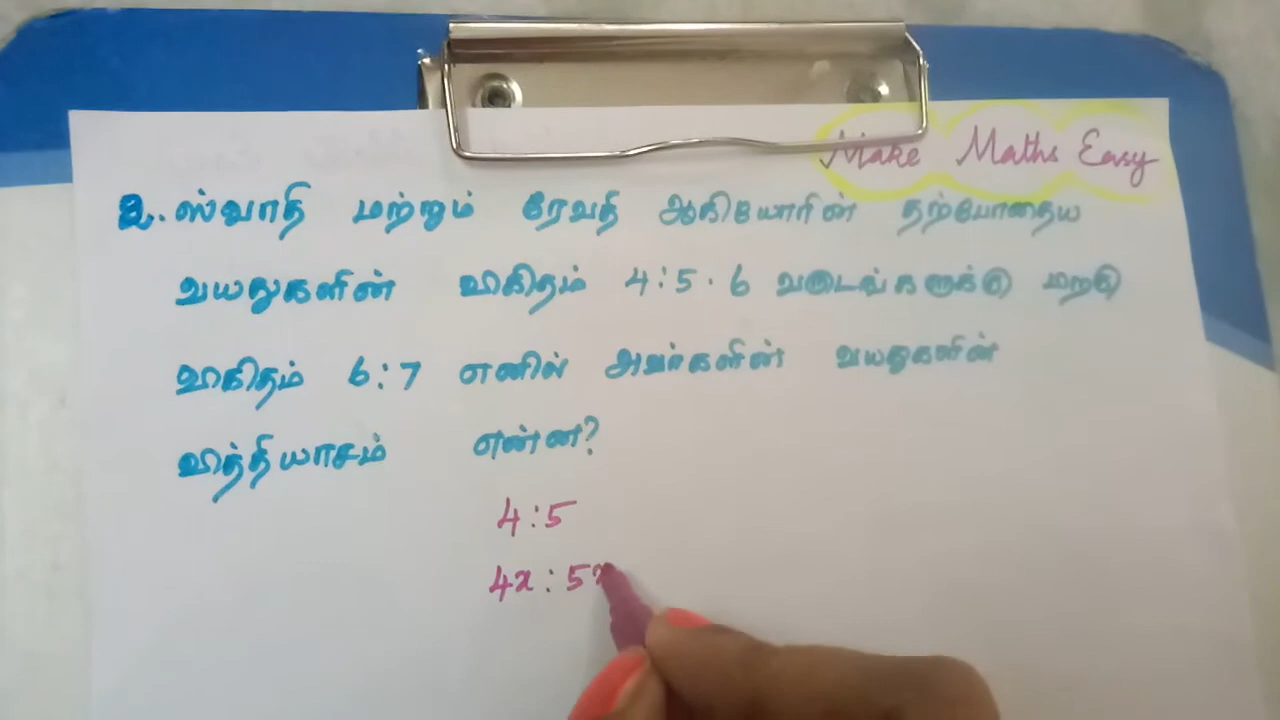 Make Maths Easy
2. ஸ்வாதி மற்றும் ரேவதி ஆகியோரின் தற்போதைய
வயதுகளின் விகிதம் 4:5. 6 வருடங்களுக்கு மறகு
விகிதம் 6:7 எனில் அவர்களின் வயதுகளின்
வித்தியாசம் என்ன?
4:5
4x : 5x